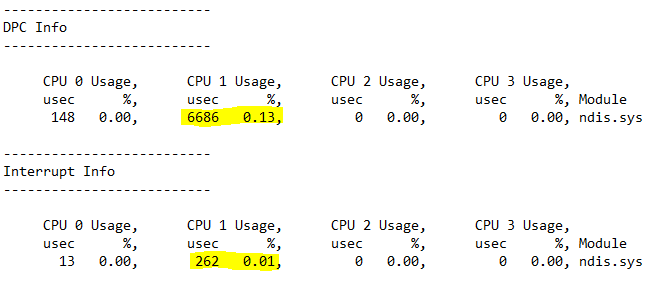 --------------------------
DPC Info
--------------------------
CPU 0 Usage, CPU 1 Usage, CPU 2 Usage, CPU 3 Usage,
usec %, usec %, usec %, usec %, Module
148 0.00, 6686 0.13, 0 0.00, 0 0.00, ndis.sys
--------------------------
Interrupt Info
--------------------------
CPU 0 Usage, CPU 1 Usage, CPU 2 Usage, CPU 3 Usage,
usec %, usec %, usec %, usec %, Module
13 0.00, 262 0.01, 0 0.00, 0 0.00, ndis.sys